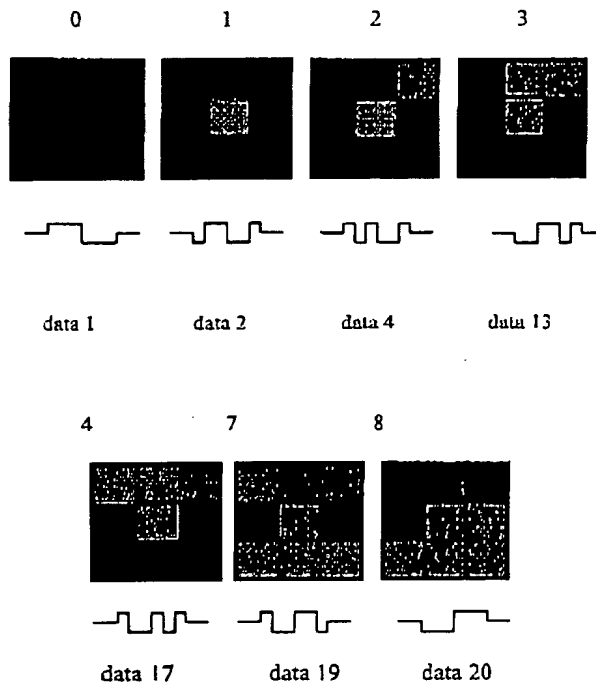 0 1 2 3
data 1 data 2 data 4 data 13
4 7 8
data 17 data 19 data 20